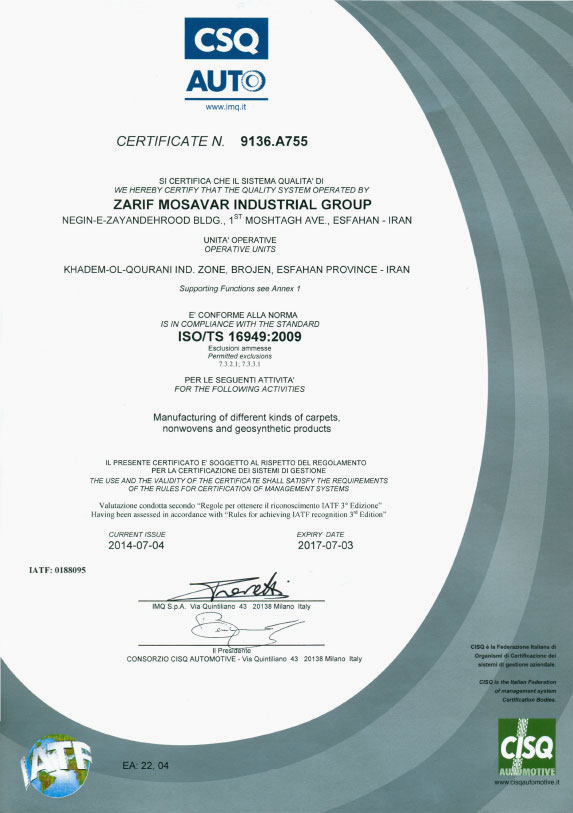 CSQ
AUTO
www.imq.it
CERTIFICATE N. 9136.A755
SI CERTIFICA CHE IL SISTEMA QUALITA' DI
WE HEREBY CERTIFY THAT THE QUALITY SYSTEM OPERATED BY
ZARIF MOSAVAR INDUSTRIAL GROUP
NEGIN-E-ZAYANDEHROOD BLDG., 1ST MOSHTAGH AVE., ESFAHAN - IRAN
UNITA' OPERATIVE
OPERATIVE UNITS
KHADEM-OL-QOURANI IND. ZONE, BROJEN, ESFAHAN PROVINCE - IRAN
Supporting Functions see Annex 1
E' CONFORME ALLA NORMA
IS IN COMPLIANCE WITH THE STANDARD
ISO/TS 16949:2009
Esclusioni ammesse
Permitted exclusions
7.3.2.1; 7.3.3.1
PER LE SEGUENTI ATTIVITA'
FOR THE FOLLOWING ACTIVITIES
Manufacturing of different kinds of carpets,
nonwovens and geosynthetic products
IL PRESENTE CERTIFICATO E' SOGGETTO AL RISPETTO DEL REGOLAMENTO
PER LA CERTIFICAZIONE DEI SISTEMI DI GESTIONE
THE USE AND THE VALIDITY OF THE CERTIFICATE SHALL SATISFY THE REQUIREMENTS
OF THE RULES FOR CERTIFICATION OF MANAGEMENT SYSTEMS
Valutazione condotta secondo “Regole per ottenere il riconoscimento IATF 3° Edizione”
Having been assessed in accordance with “Rules for achieving IATF recognition 3rd Edition”
CURRENT ISSUE EXPIRY DATE
2014-07-04 2017-07-03
IATF: 0188095
IMQ S.p.A. Via Quintiliano 43 20138 Milano Italy
Il Presidente
CONSORZIO CISQ AUTOMOTIVE - Via Quintiliano 43 20138 Milano Italy
CISQ è la Federazione Italiana di
Organismi di Certificazione dei
sistemi di gestione aziendale.
CISQ is the Italian Federation
of management system
Certification Bodies.
IATF
EA: 22, 04
CISQ
AUTOMOTIVE
www.cisqautomotive.it